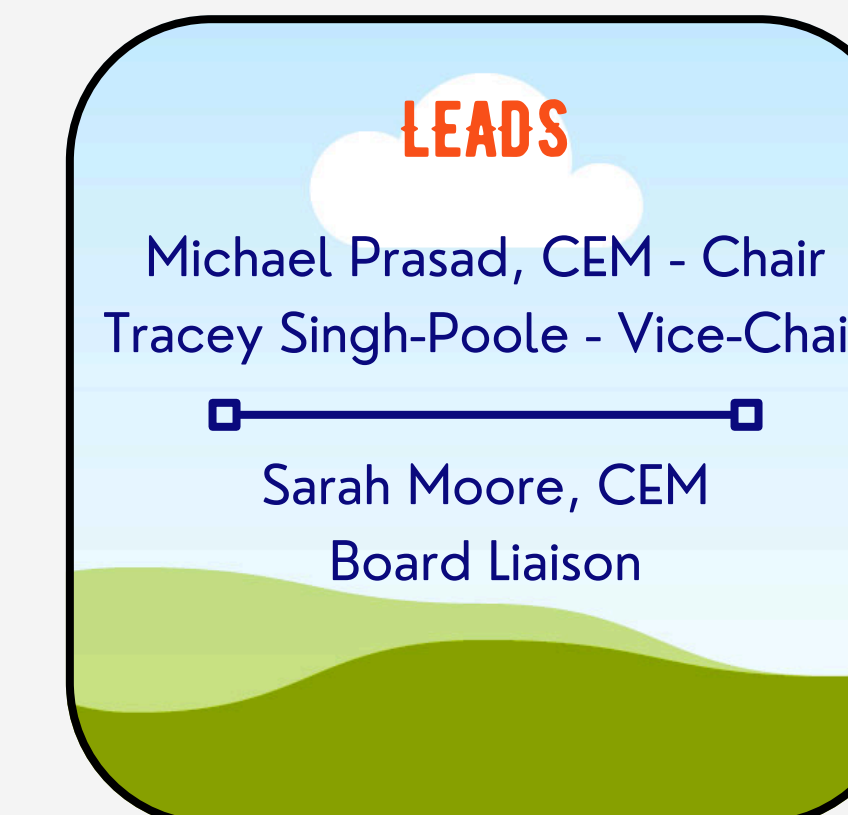 LEADS
Michael Prasad, CEM - Chair
Tracey Singh-Poole - Vice-Chai
Sarah Moore, CEM
Board Liaison